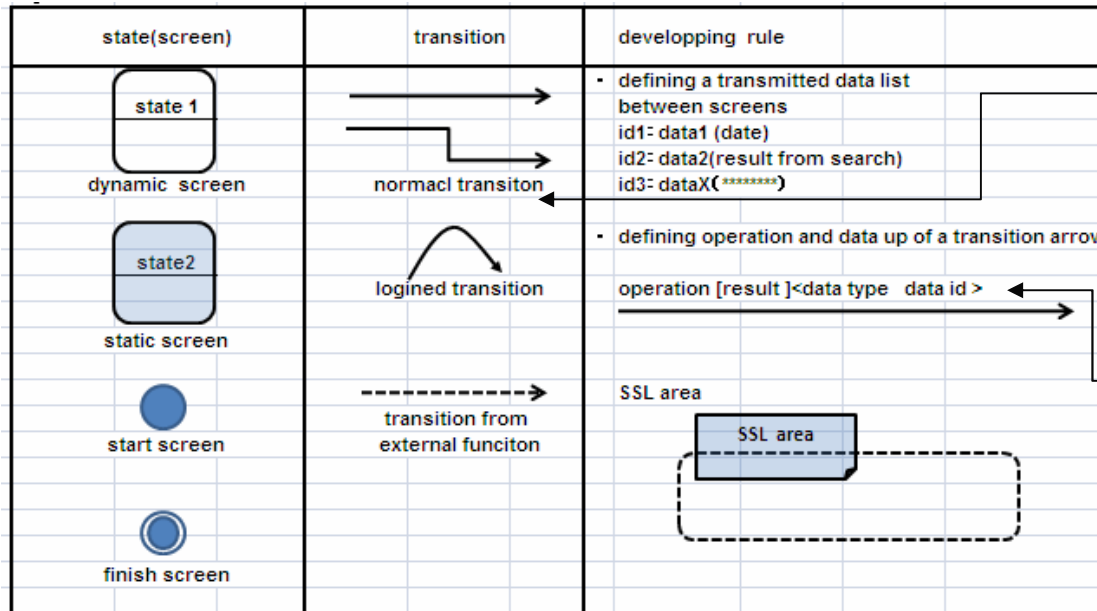 state(screen)
transition
developping rule
state 1
dynamic screen
state2
static screen
start screen
finish screen
normacl transiton
logined transition
transition from
external funciton
- defining a transmitted data list
between screens
id1= data1 (date)
id2= data2(result from search)
id3= dataX(********)
- defining operation and data up of a transition arrow
operation [result ]<data type data id >
SSL area
SSL area